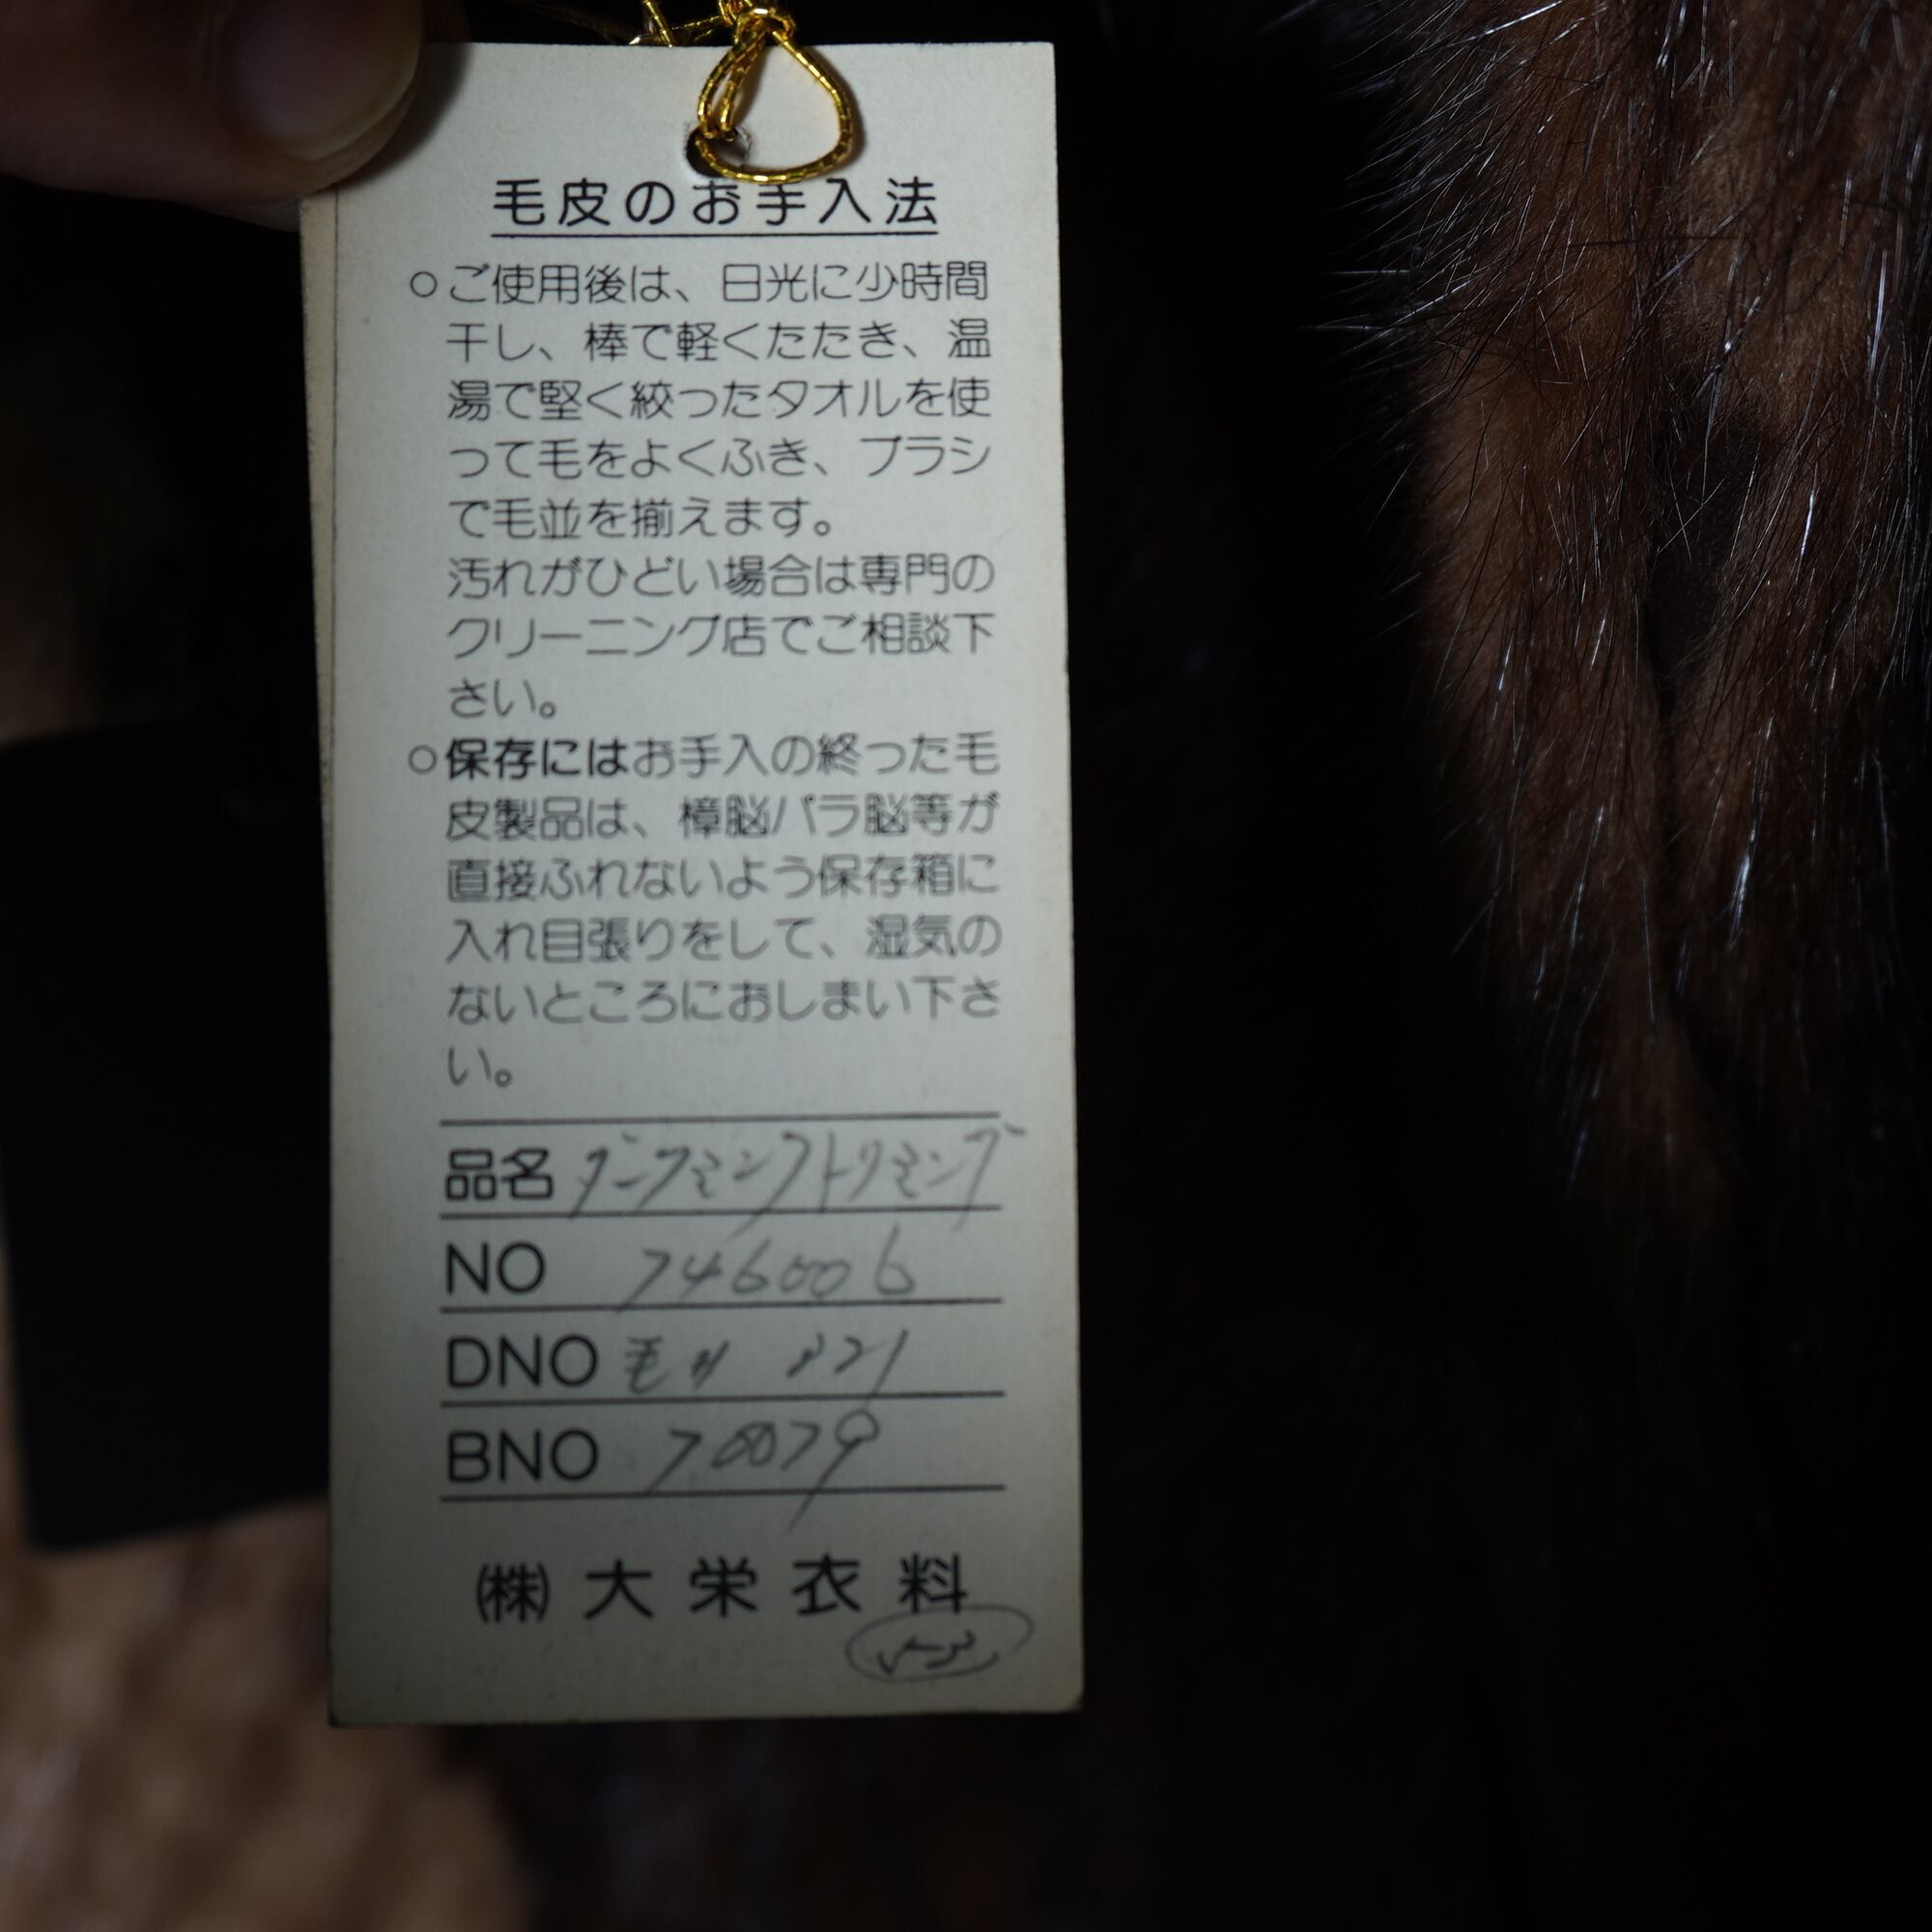 毛皮のお手入法
○ご使用後は、日光に少時間
干し、棒で軽くたたき、温
湯で堅く絞ったタオルを使
って毛をよくふき、ブラシ
で毛並を揃えます。
汚れがひどい場合は専門の
クリーニング店でご相談下
さい。
○保存にはお手入の終った毛
皮製品は、樟脳パラ脳等が
直接ふれないよう保存箱に
入れ目張りをして、湿気の
ないところにおしまい下さ
い。
品名 ダークミンクトリミング
NO 746006
DNO 221
BNO 70079
㈱大栄衣料